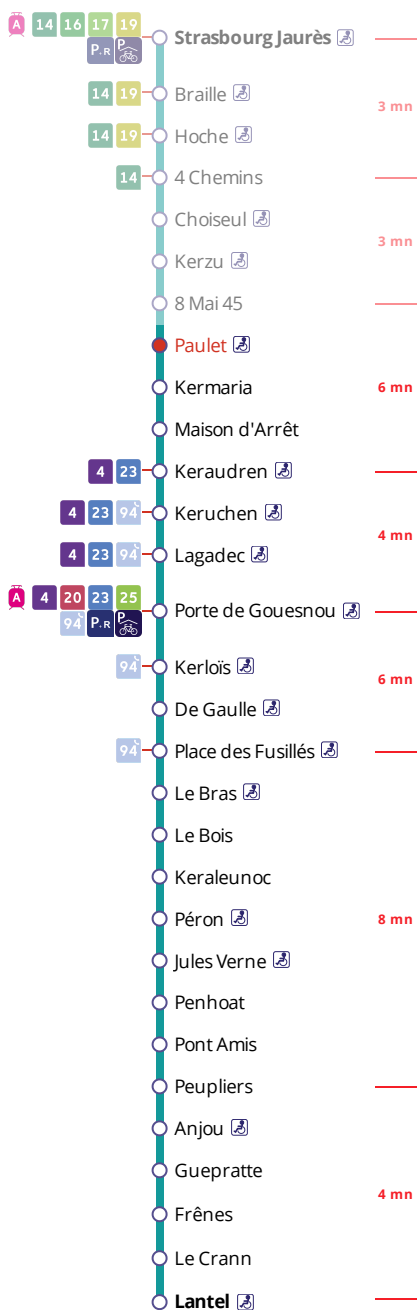 A 14 16 17 19
P+R P
Strasbourg Jaurès
14 19 Braille
3 mn
14 19 Hoche
14 4 Chemins
Choiseul
3 mn
Kerzu
8 Mai 45
Paulet
Kermaria
6 mn
Maison d'Arrêt
4 23 Keraudren
4 23 94 Keruchen
4 mn
4 23 94 Lagadec
A 4 20 23 25
94 P+R P
Porte de Gouesnou
94 Kerloïs
6 mn
De Gaulle
94 Place des Fusillés
Le Bras
Le Bois
Keraleunoc
Péron
8 mn
Jules Verne
Penhoat
Pont Amis
Peupliers
Anjou
Guepratte
4 mn
Frênes
Le Crann
Lantel